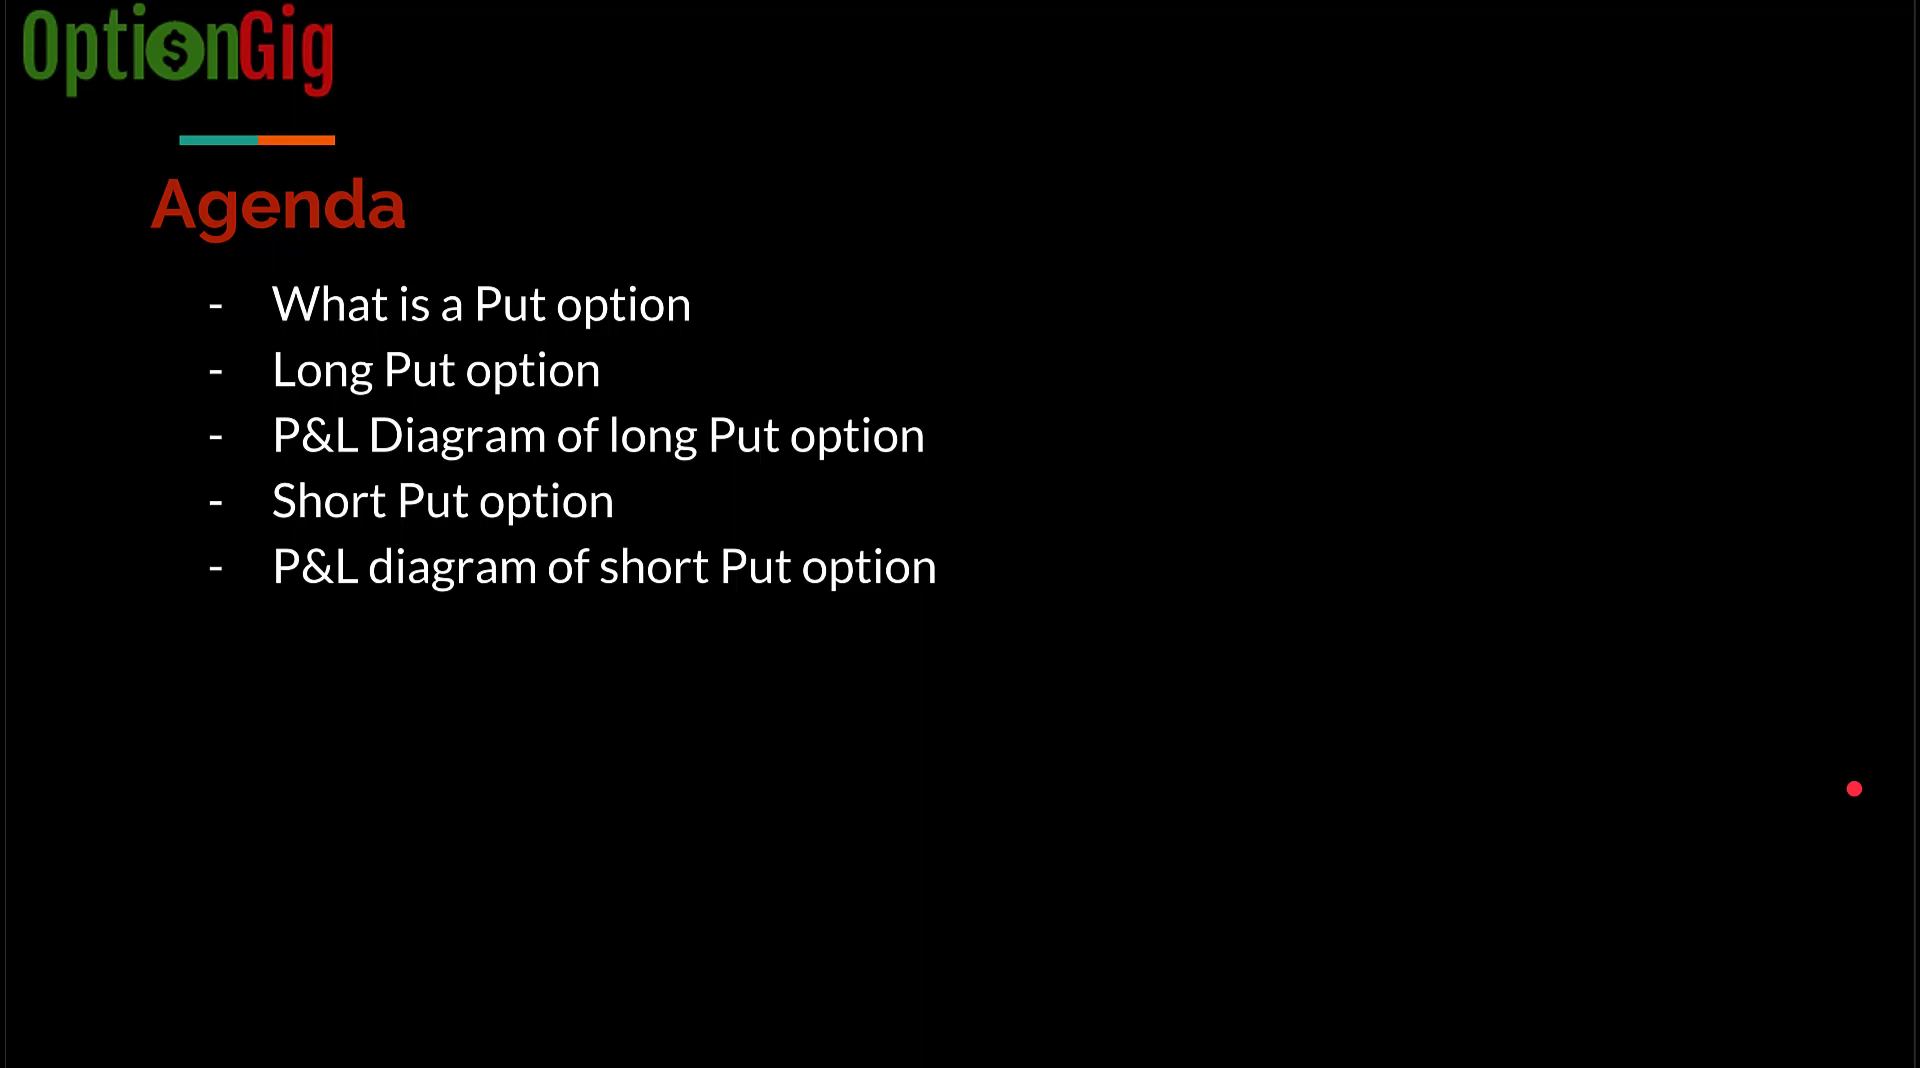 OptionGig
Agenda
- What is a Put option
- Long Put option
- P&L Diagram of long Put option
- Short Put option
- P&L diagram of short Put option